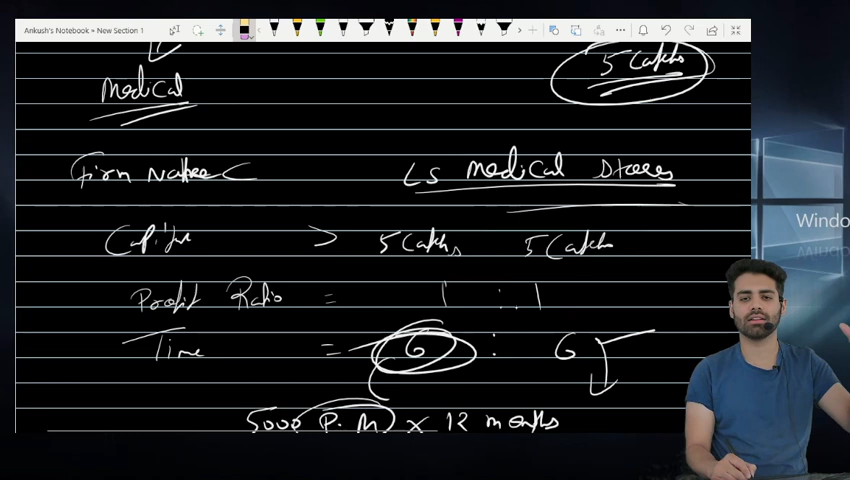 Ankush's Notebook » New Section 1
Medical
5 Lakhs
Firm Name LS Medical Stores
Capital > 5 Lakhs 5 Lakhs
Profit Ratio = 1 : 1
Time = 6 : 6
5000 P.M × 12 months
Windo